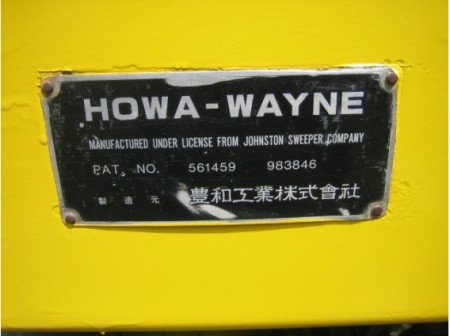 HOWA-WAYNE
MANUFACTURED UNDER LICENSE FROM JOHNSTON SWEEPER COMPANY
PAT. NO. 561459 983846
製造元 豊和工業株式會社